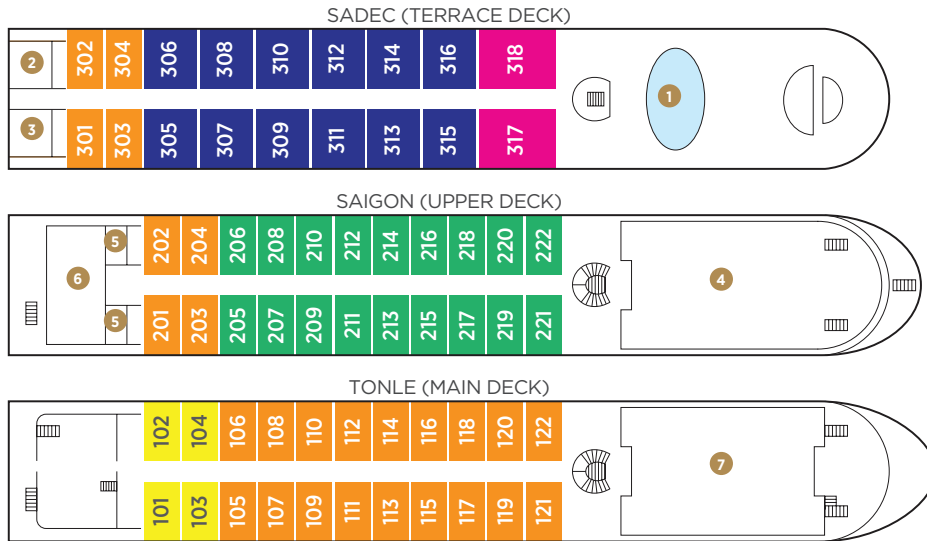 SADEC (TERRACE DECK)
2 302 304 306 308 310 312 314 316 318
1
3 301 303 305 307 309 311 313 315 317
SAIGON (UPPER DECK)
5 202 204 206 208 210 212 214 216 218 220 222
6 4
5 201 203 205 207 209 211 213 215 217 219 221
TONLE (MAIN DECK)
102 104 106 108 110 112 114 116 118 120 122
7
101 103 105 107 109 111 113 115 117 119 121